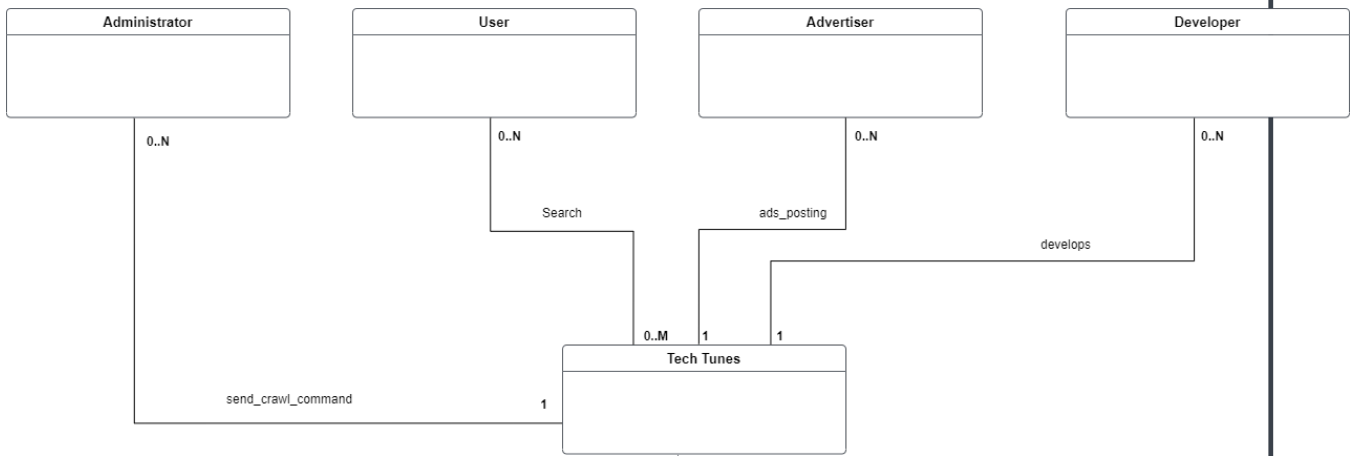 Administrator
User
Advertiser
Developer
0..N
0..N
0..N
0..N
Search
ads_posting
develops
0..M
1
1
Tech Tunes
send_crawl_command
1